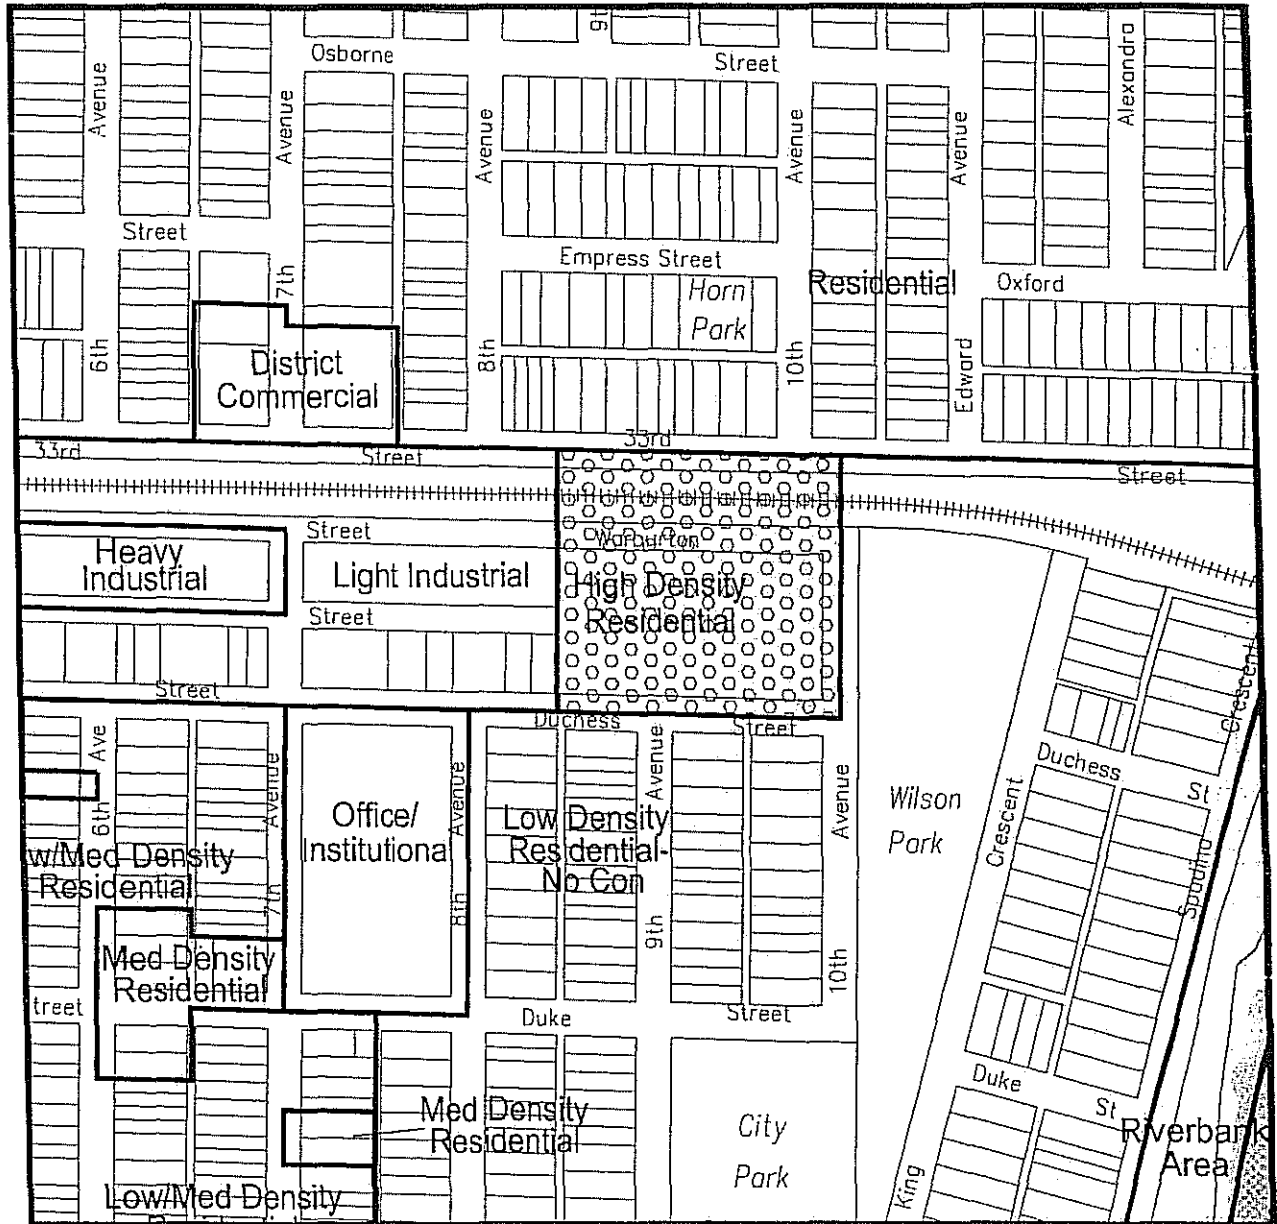 9th
Osborne
Street
Alexandra
Avenue
Avenue
Avenue
Avenue
Avenue
Street
Empress Street
7th
Horn
Park
Residential
Oxford
6th
District
Commercial
8th
10th
Edward
33rd
33rd
Street
Street
Street
Warburton
Heavy
Industrial
Light Industrial
High Density
Residential
Street
Street
Crescent
Duchess
Street
Ave
Avenue
Avenue
Avenue
Avenue
Duchess
St
6th
Office/
Institutional
Low Density
Residential-
No Con
Wilson
Park
Crescent
Spadina
w/Med Density
Residential
7th
8th
9th
10th
Med Density
Residential
treet
Duke
Street
Duke
St
Med Density
Residential
City
Park
Riverbank
Area
King
Low/Med Density